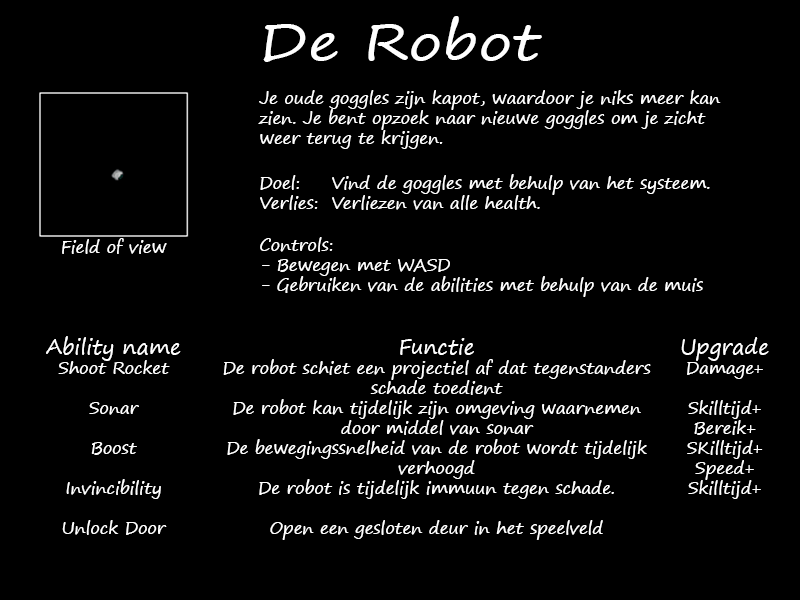 De Robot
Je oude goggles zijn kapot, waardoor je niks meer kan
zien. Je bent opzoek naar nieuwe goggles om je zicht
weer terug te krijgen.
Doel: Vind de goggles met behulp van het systeem.
Verlies: Verliezen van alle health.
Field of view
Controls:
- Bewegen met WASD
- Gebruiken van de abilities met behulp van de muis
Ability name Functie Upgrade
Shoot Rocket De robot schiet een projectiel af dat tegenstanders Damage+
schade toedient
Sonar De robot kan tijdelijk zijn omgeving waarnemen Skilltijd+
door middel van sonar Bereik+
Boost De bewegingssnelheid van de robot wordt tijdelijk SKilltijd+
verhoogd Speed+
Invincibility De robot is tijdelijk immuun tegen schade. Skilltijd+
Unlock Door Open een gesloten deur in het speelveld